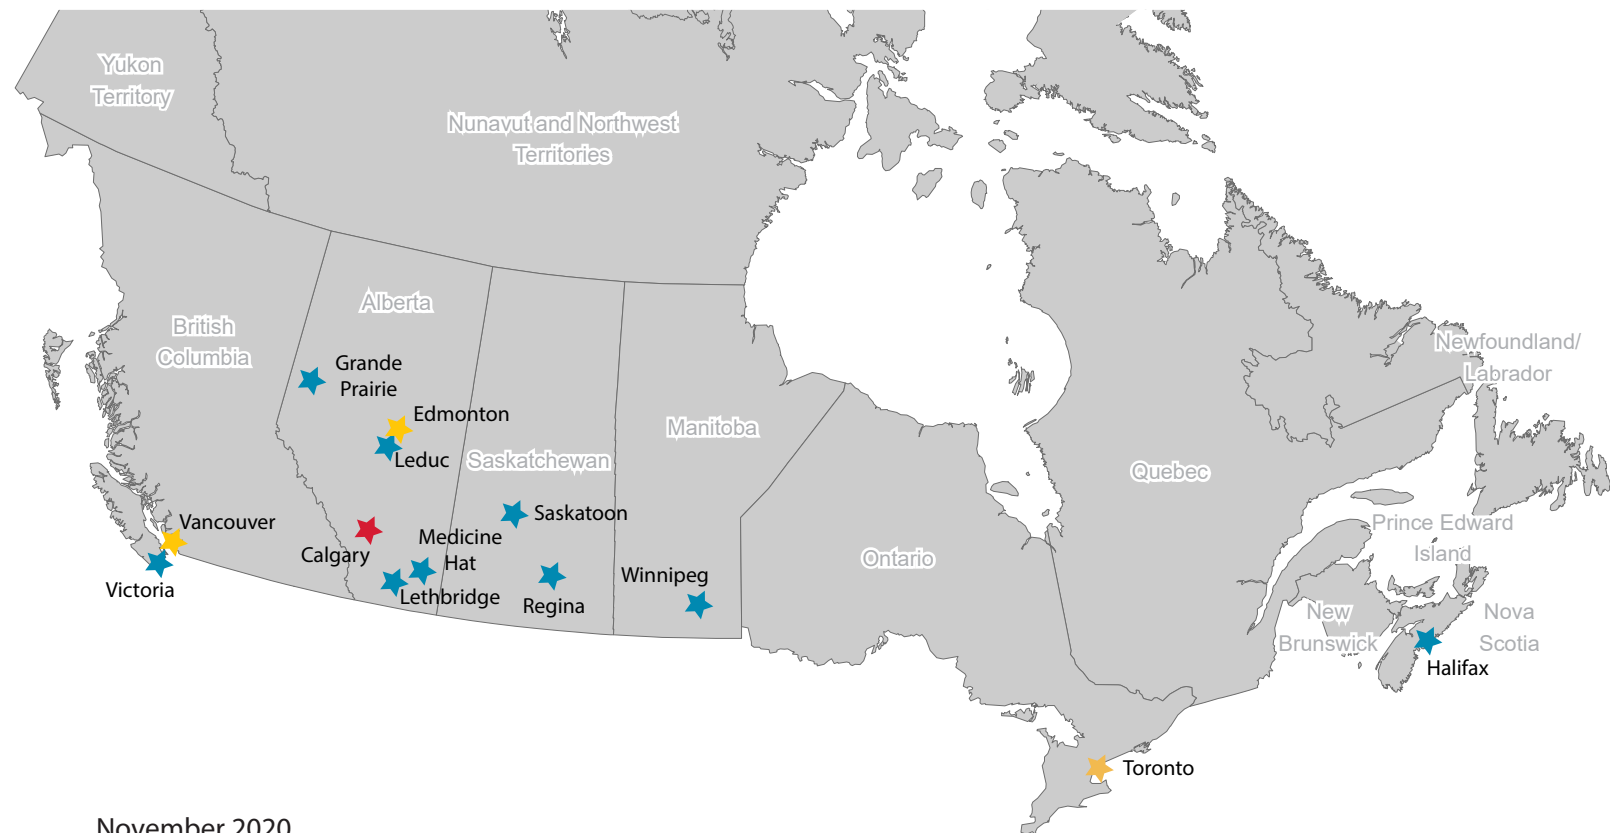 Yukon
Territory
Nunavut and Northwest
Territories
British
Columbia
Alberta
Grande
Prairie
Edmonton
Leduc
Saskatchewan
Manitoba
Saskatoon
Vancouver
Victoria
Calgary
Medicine
Hat
Lethbridge
Regina
Winnipeg
Ontario
Quebec
Newfoundland/
Labrador
Prince Edward
Island
New
Brunswick
Nova
Scotia
Halifax
Toronto
November 2020